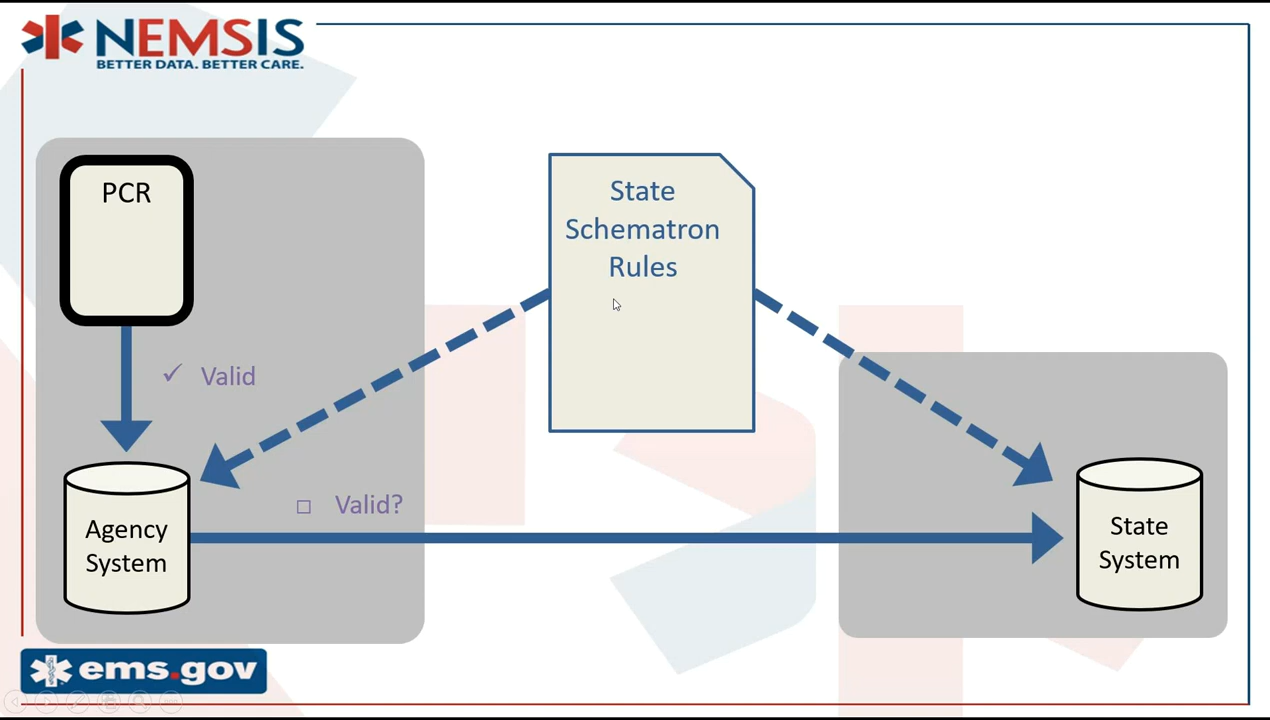 NEMSIS
BETTER DATA. BETTER CARE.
PCR
State
Schematron
Rules
✓ Valid
□ Valid?
Agency
System
State
System
ems.gov